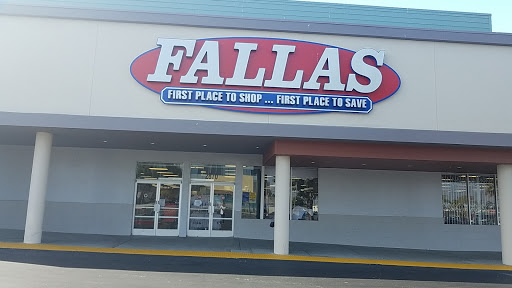 FALLAS
FIRST PLACE TO SHOP ... FIRST PLACE TO SAVE